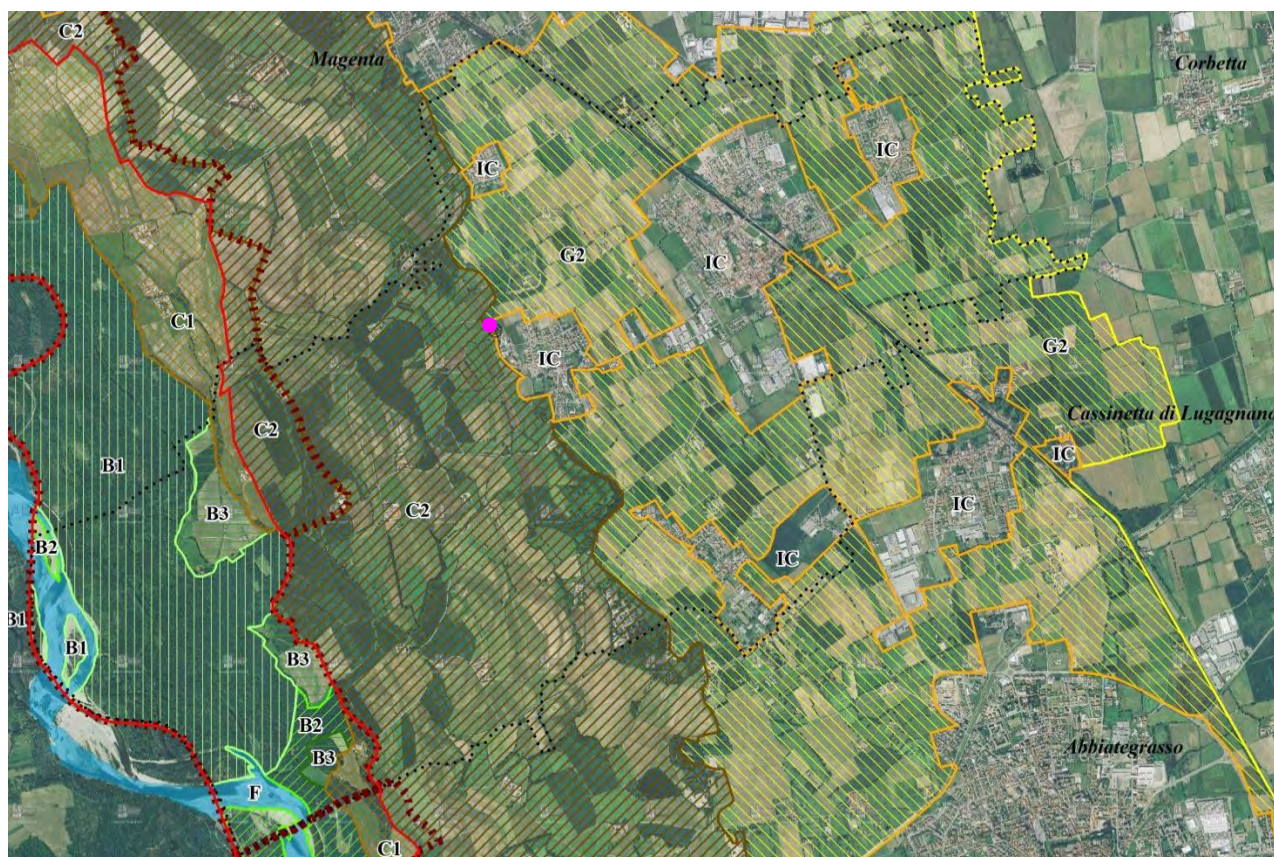 C2
Magenta
Corbetta
IC
IC
G2
IC
C1
IC
G2
C2
Cassinetta di Lugagnano
IC
B1
B3
C2
IC
IC
B2
B1
B1
B3
B2
Abbiategrasso
B3
F
C1